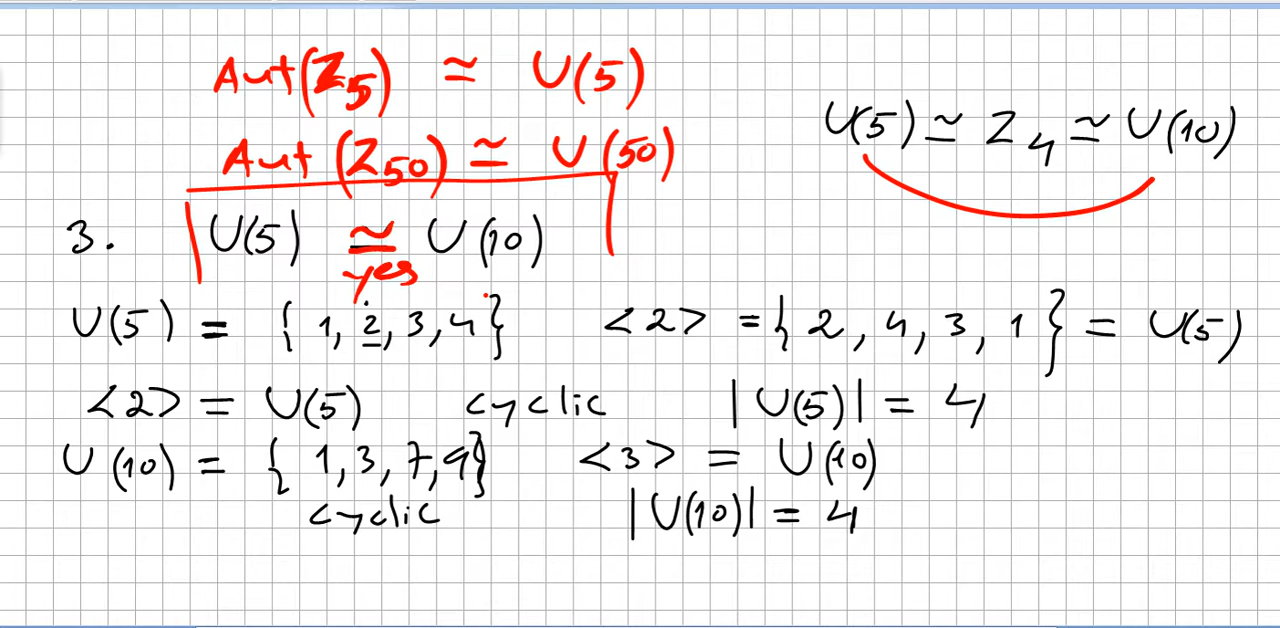 Aut(Z5) ≃ U(5)
Aut (Z50) ≃ U(50)
U(5) ≃ Z4 ≃ U(10)
3. U(5) ≃ U(10)
yes
U(5) = { 1, 2, 3, 4} <2> = { 2, 4, 3, 1 } = U(5)
<2> = U(5) cyclic |U(5)| = 4
U(10) = { 1, 3, 7, 9} <3> = U(10)
cyclic |U(10)| = 4